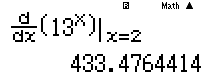 R Math ▲
d/dx(13^x)|x=2
433.4764414